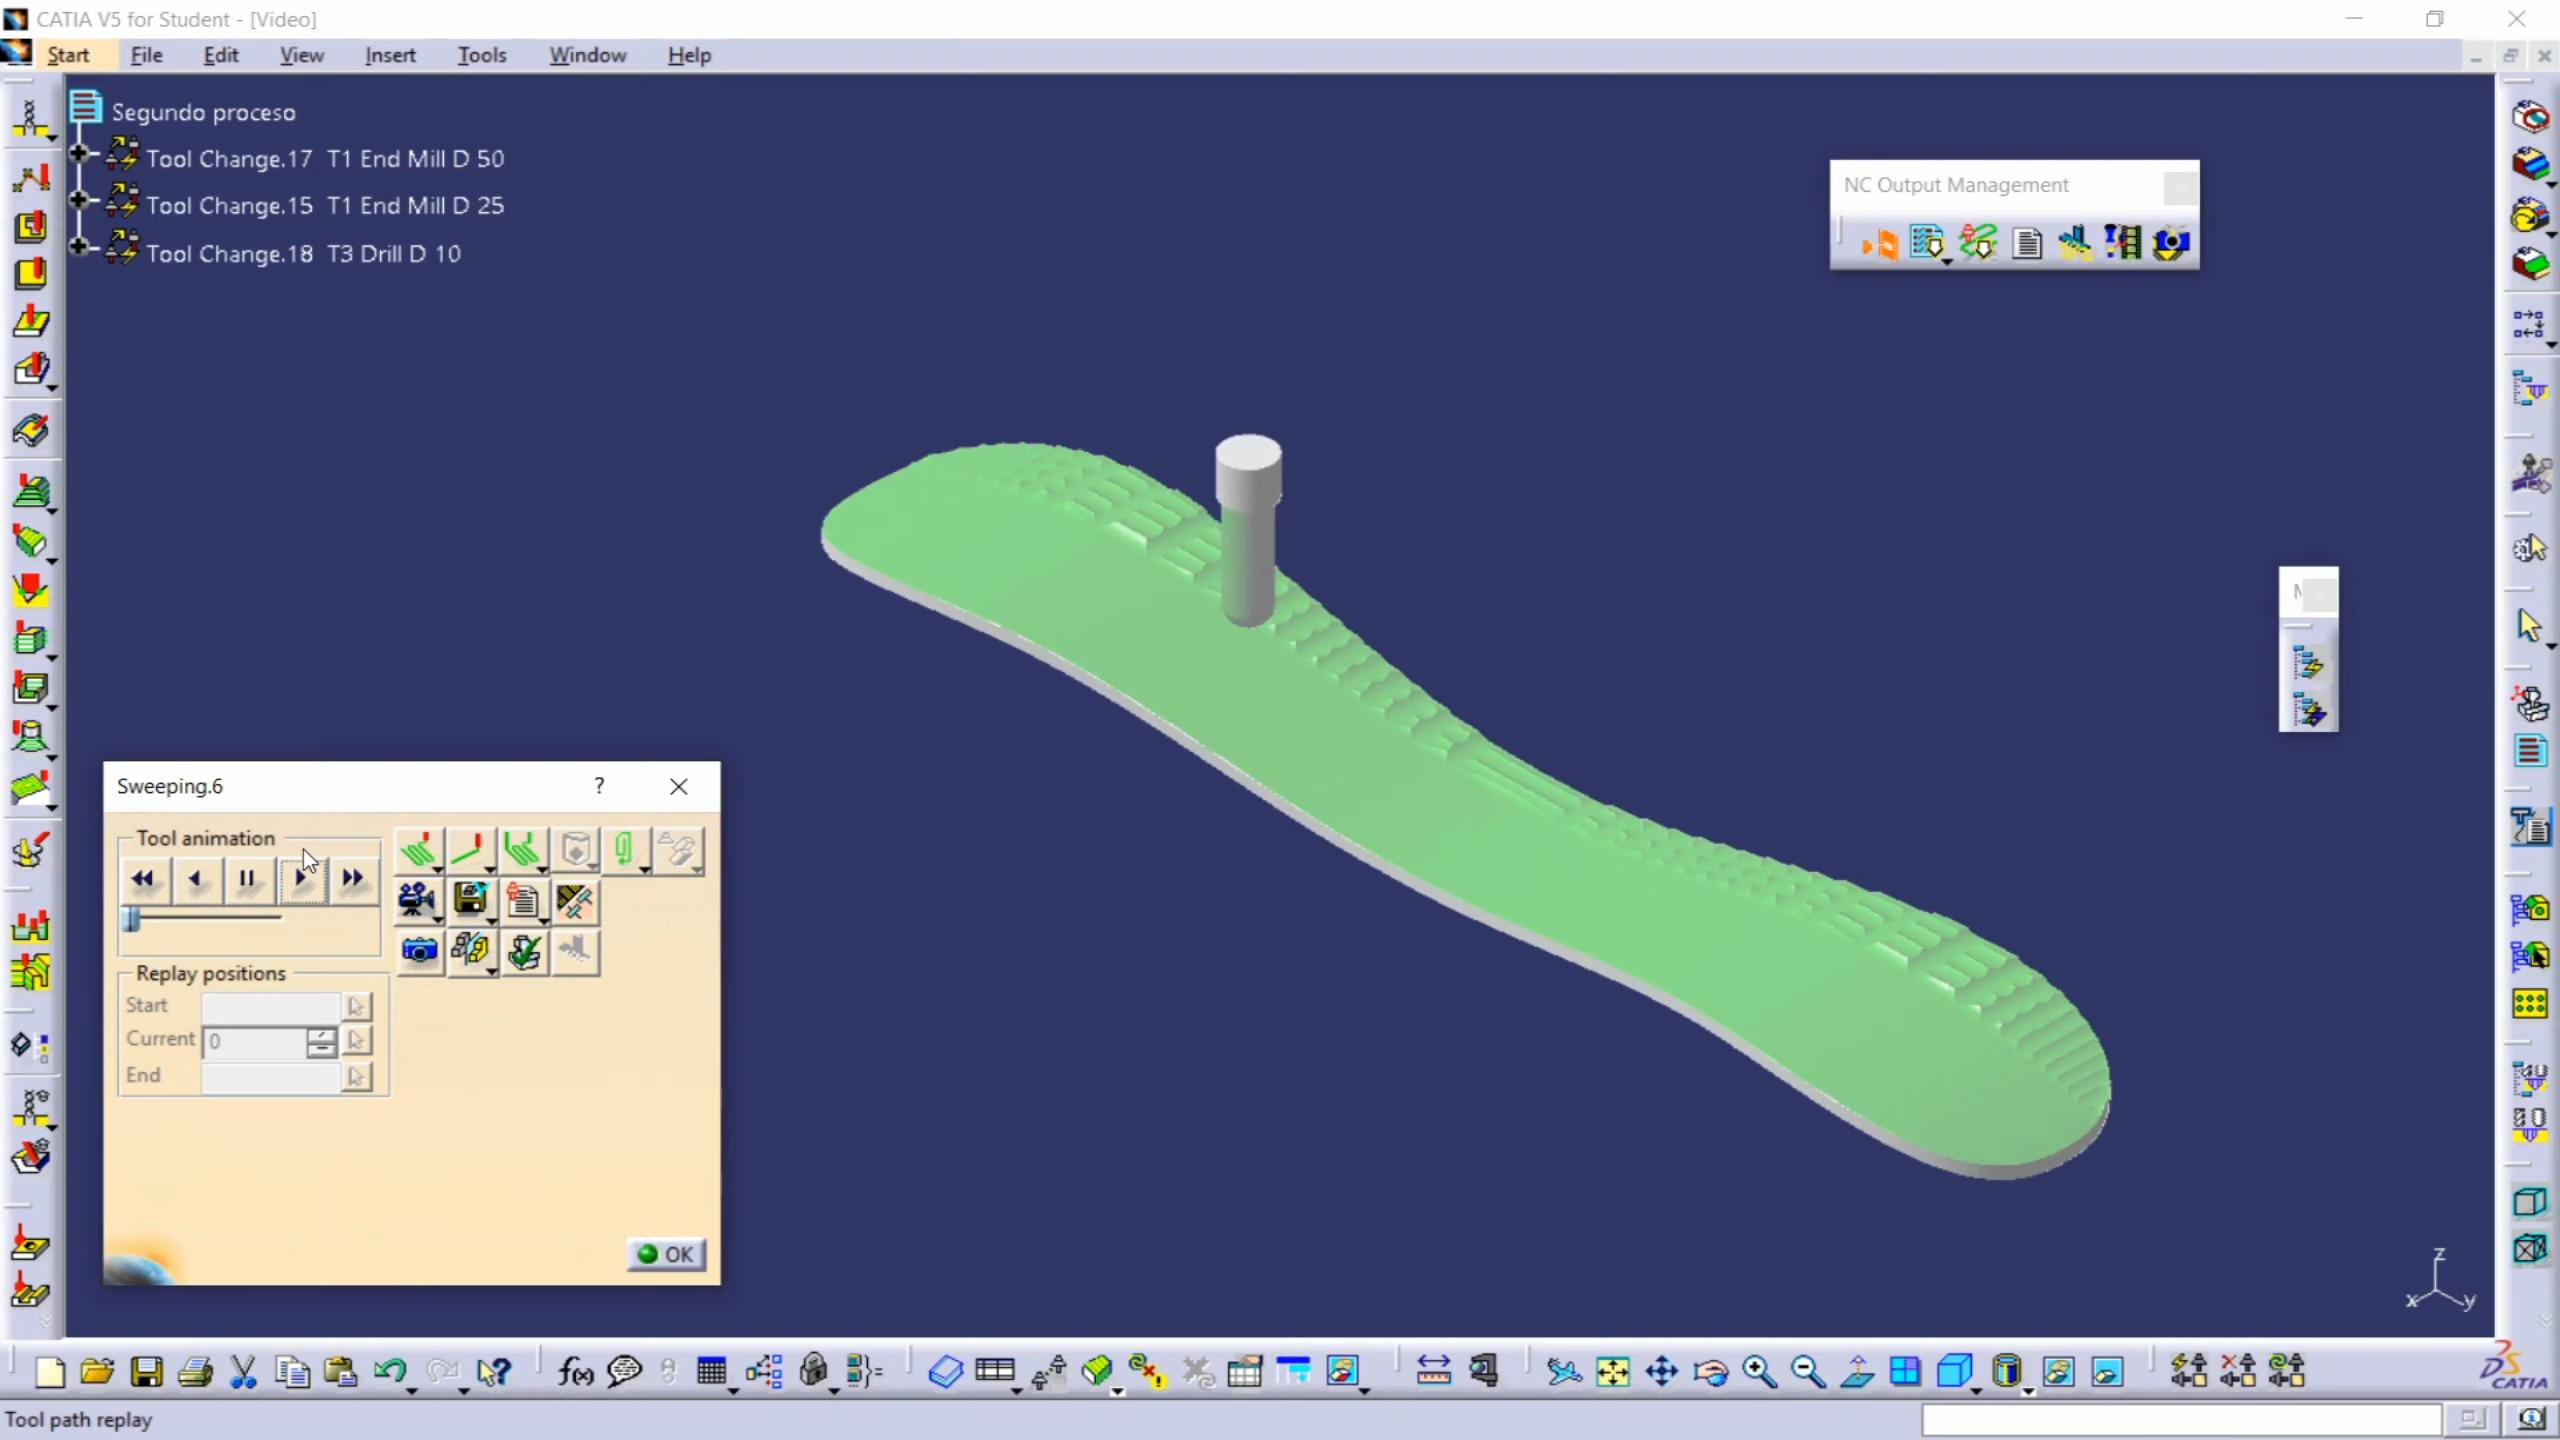 CATIA V5 for Student - [Video]
Start File Edit View Insert Tools Window Help
Segundo proceso
Tool Change.17 T1 End Mill D 50
Tool Change.15 T1 End Mill D 25
Tool Change.18 T3 Drill D 10
NC Output Management
Sweeping.6 ?
Tool animation
Replay positions
Start
Current 0
End
OK
z
x y
f(x)
DS CATIA
Tool path replay